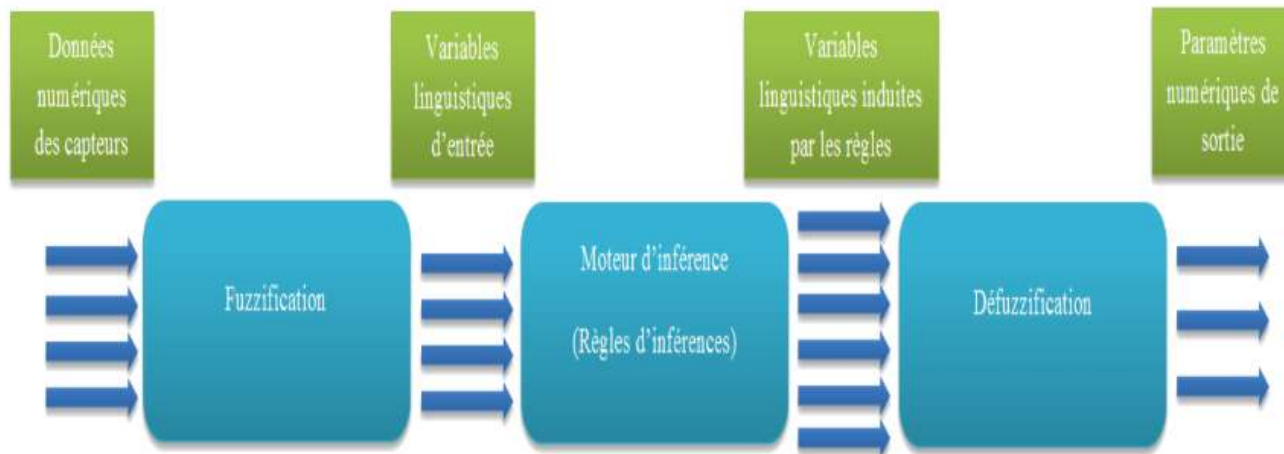 Données
numériques
des capteurs
Variables
linguistiques
d’entrée
Variables
linguistiques induites
par les règles
Paramètres
numériques de
sortie
Fuzzification
Moteur d’inférence
(Règles d’inférences)
Défuzzification